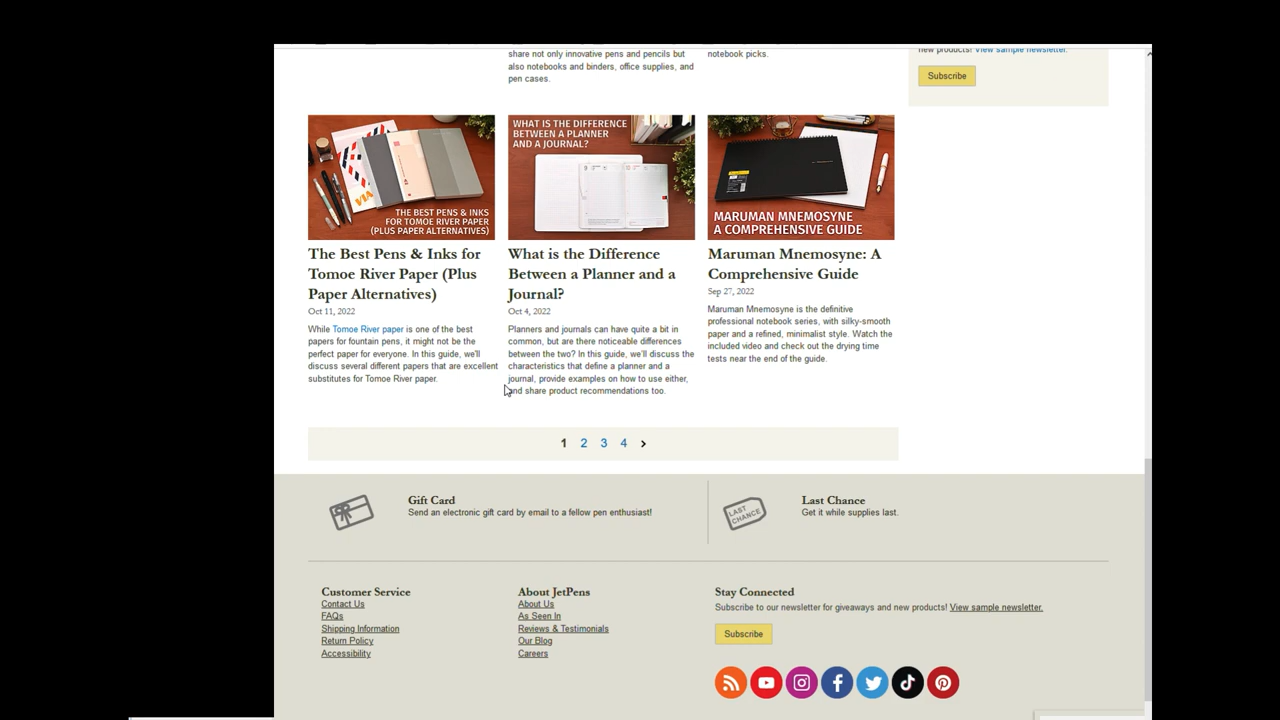 share not only innovative pens and pencils but
also notebooks and binders, office supplies, and
pen cases.
notebook picks.
new products! View sample newsletter.
Subscribe
THE BEST PENS & INKS
FOR TOMOE RIVER PAPER
(PLUS PAPER ALTERNATIVES)
The Best Pens & Inks for
Tomoe River Paper (Plus
Paper Alternatives)
Oct 11, 2022
While Tomoe River paper is one of the best
papers for fountain pens, it might not be the
perfect paper for everyone. In this guide, we'll
discuss several different papers that are excellent
substitutes for Tomoe River paper.
WHAT IS THE DIFFERENCE
BETWEEN A PLANNER
AND A JOURNAL?
What is the Difference
Between a Planner and a
Journal?
Oct 4, 2022
Planners and journals can have quite a bit in
common, but are there noticeable differences
between the two? In this guide, we'll discuss the
characteristics that define a planner and a
journal, provide examples on how to use either,
and share product recommendations too.
MARUMAN MNEMOSYNE
A COMPREHENSIVE GUIDE
Maruman Mnemosyne: A
Comprehensive Guide
Sep 27, 2022
Maruman Mnemosyne is the definitive
professional notebook series, with silky-smooth
paper and a refined, minimalist style. Watch the
included video and check out the drying time
tests near the end of the guide.
1 2 3 4 >
Gift Card
Send an electronic gift card by email to a fellow pen enthusiast!
LAST CHANCE
Last Chance
Get it while supplies last.
Customer Service
Contact Us
FAQs
Shipping Information
Return Policy
Accessibility
About JetPens
About Us
As Seen In
Reviews & Testimonials
Our Blog
Careers
Stay Connected
Subscribe to our newsletter for giveaways and new products! View sample newsletter.
Subscribe